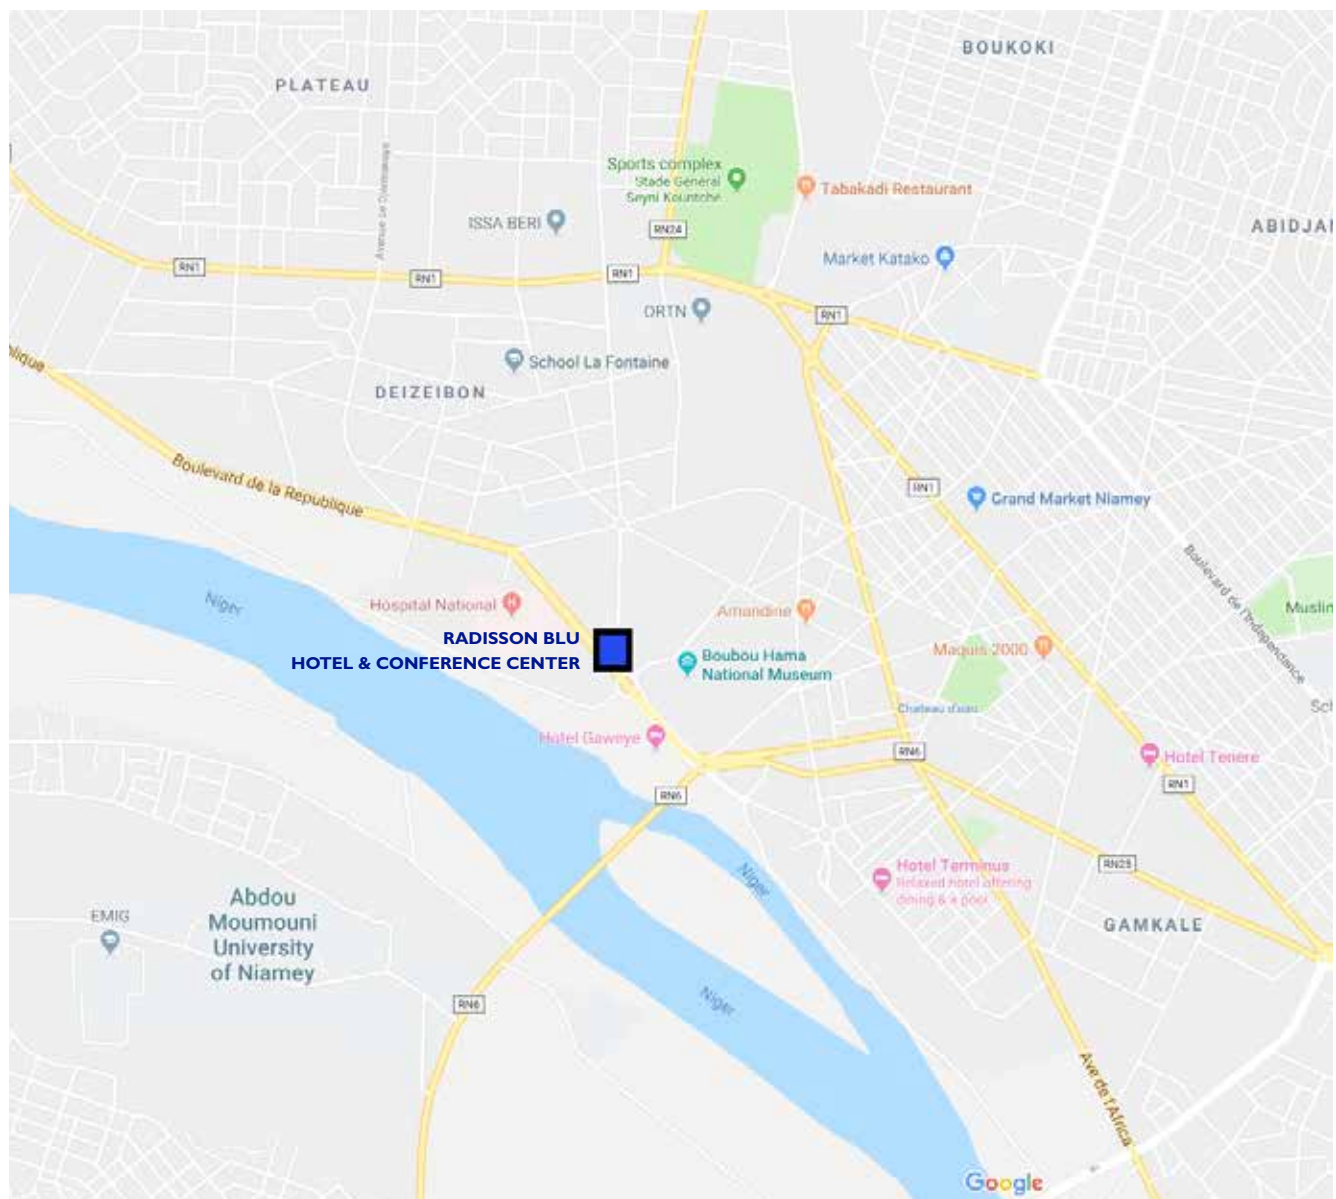 BOUKOKI
PLATEAU
Sports complex
Stade General
Seyni Kountche
Tabakadi Restaurant
ISSA BERI
RN24
ABIDJAN
Market Katako
RN1
RN1
RN1
ORTN
RN1
School La Fontaine
DEIZEIBON
Boulevard de la Republique
RN1
Grand Market Niamey
Boulevard de l'Independance
Niger
Hospital National
Amandine
Muslim
RADISSON BLU
HOTEL & CONFERENCE CENTER
Boubou Hama
National Museum
Maquis 2000
Chateau d'eau
Hotel Gaweye
RN6
Hotel Tenere
RN1
RN6
RN25
Hotel Terminus
Relaxed hotel offering
dining & a pool
Niger
Abdou
Moumouni
University
of Niamey
EMIG
GAMKALE
RN6
Niger
Ave de l'Africa
Google